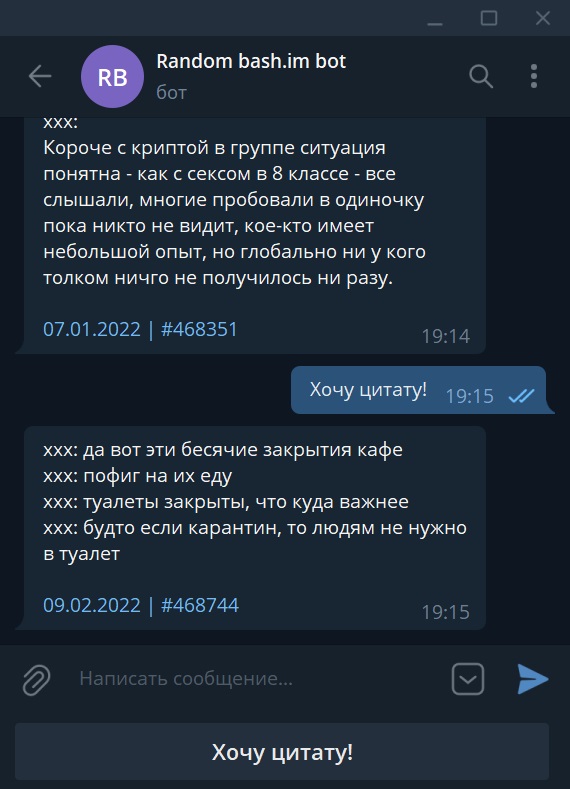 RB
Random bash.im bot
бот
xxx:
Короче с криптой в группе ситуация
понятна - как с сексом в 8 классе - все
слышали, многие пробовали в одиночку
пока никто не видит, кое-кто имеет
небольшой опыт, но глобально ни у кого
толком ничго не получилось ни разу.
07.01.2022 | #468351
19:14
Хочу цитату!
19:15
xxx: да вот эти бесячие закрытия кафе
xxx: пофиг на их еду
xxx: туалеты закрыты, что куда важнее
xxx: будто если карантин, то людям не нужно
в туалет
09.02.2022 | #468744
19:15
Написать сообщение...
Хочу цитату!